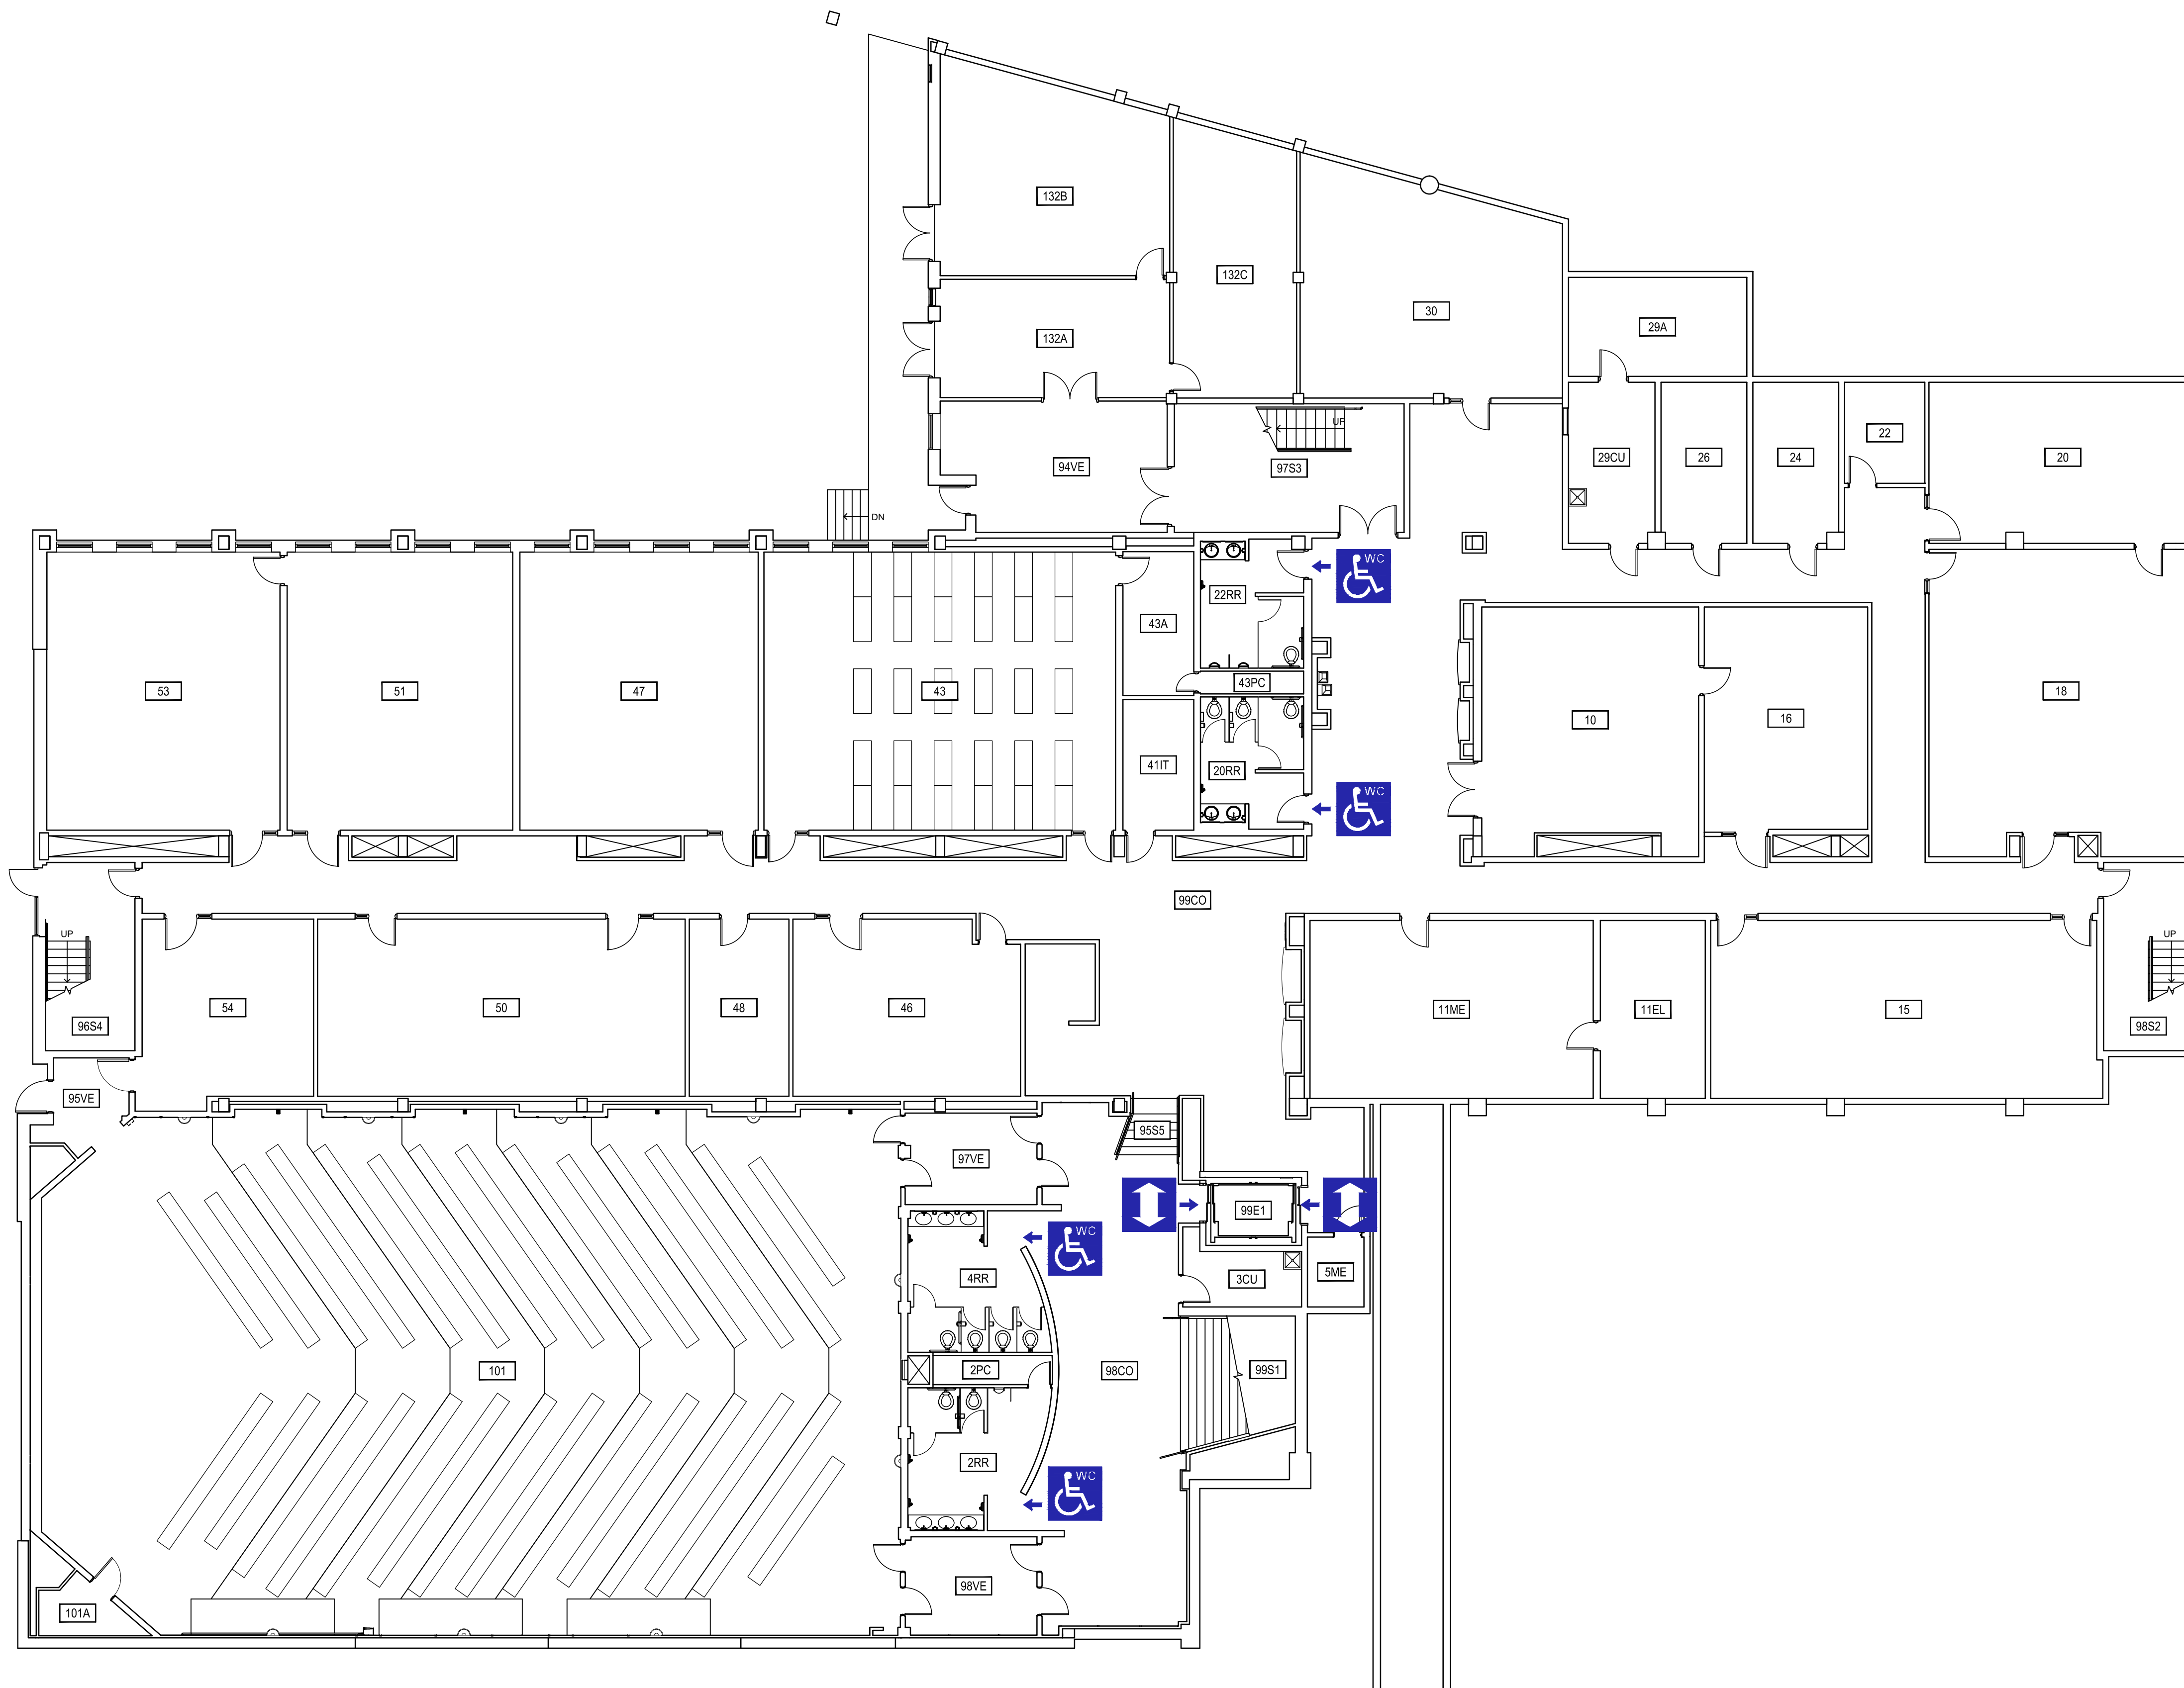 132B
132C
30
29A
132A
UP
22
29CU
26
24
20
94VE
97S3
DN
WC
22RR
43A
43PC
53
51
47
43
18
10
16
41IT
20RR
WC
99CO
UP
UP
54
50
48
46
11ME
11EL
15
96S4
98S2
95VE
95S5
97VE
99E1
WC
4RR
3CU
5ME
101
2PC
98CO
99S1
2RR
WC
98VE
101A